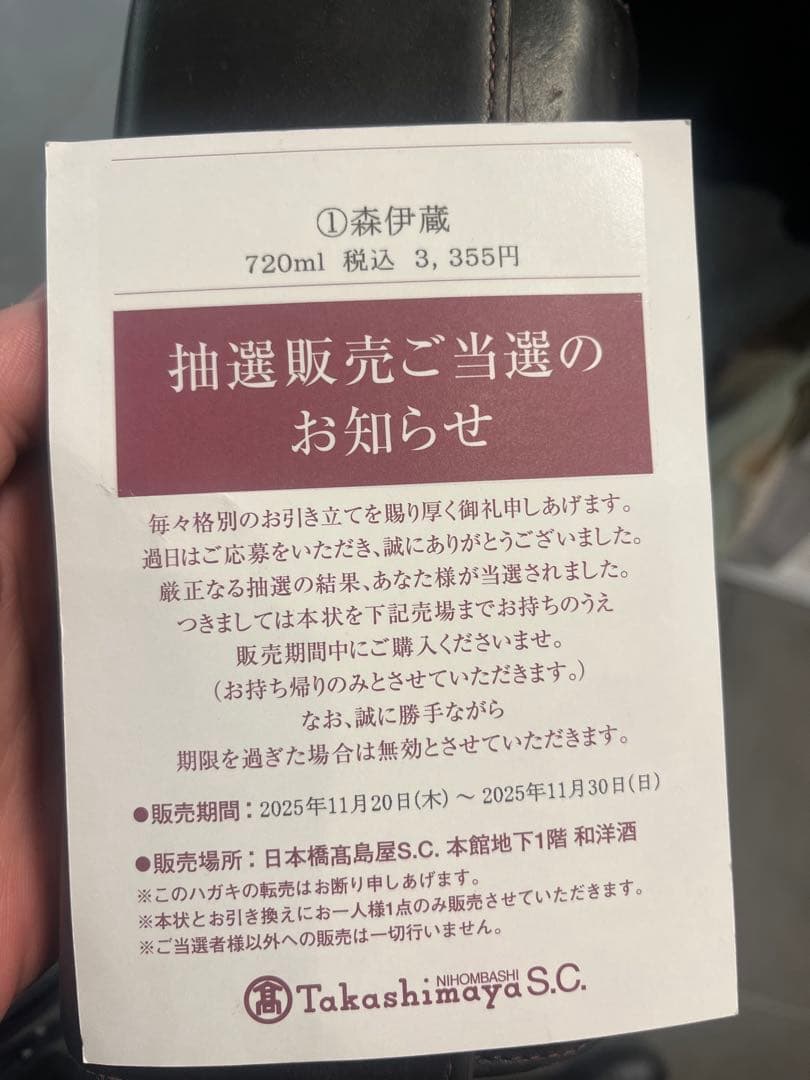 ①森伊蔵
720ml 税込 3,355円
抽選販売ご当選の
お知らせ
毎々格別のお引き立てを賜り厚く御礼申しあげます。
過日はご応募をいただき、誠にありがとうございました。
厳正なる抽選の結果、あなた様が当選されました。
つきましては本状を下記売場までお持ちのうえ
販売期間中にご購入くださいませ。
(お持ち帰りのみとさせていただきます。)
なお、誠に勝手ながら
期限を過ぎた場合は無効とさせていただきます。
●販売期間：2025年11月20日(木)～2025年11月30日(日)
●販売場所：日本橋髙島屋S.C. 本館地下1階 和洋酒
※このハガキの転売はお断り申しあげます。
※本状とお引き換えにお一人様1点のみ販売させていただきます。
※ご当選者様以外への販売は一切行いません。
NIHOMBASHI
髙 Takashimaya S.C.